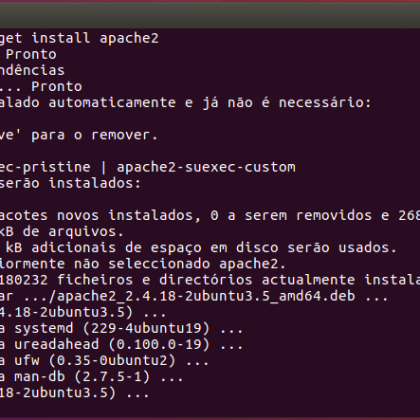 get install apache2
Pronto
ndências
... Pronto
alado automaticamente e já não é necessário:
ve' para o remover.
ec-pristine | apache2-suexec-custom
serão instalados:
acotes novos instalados, 0 a serem removidos e 268
kB de arquivos.
kB adicionais de espaço em disco serão usados.
iormente não seleccionado apache2.
180232 ficheiros e directórios actualmente instala
ar .../apache2_2.4.18-2ubuntu3.5_amd64.deb ...
4.18-2ubuntu3.5) ...
a systemd (229-4ubuntu19) ...
a ureadahead (0.100.0-19) ...
a ufw (0.35-0ubuntu2) ...
a man-db (2.7.5-1) ...
18-2ubuntu3.5) ...